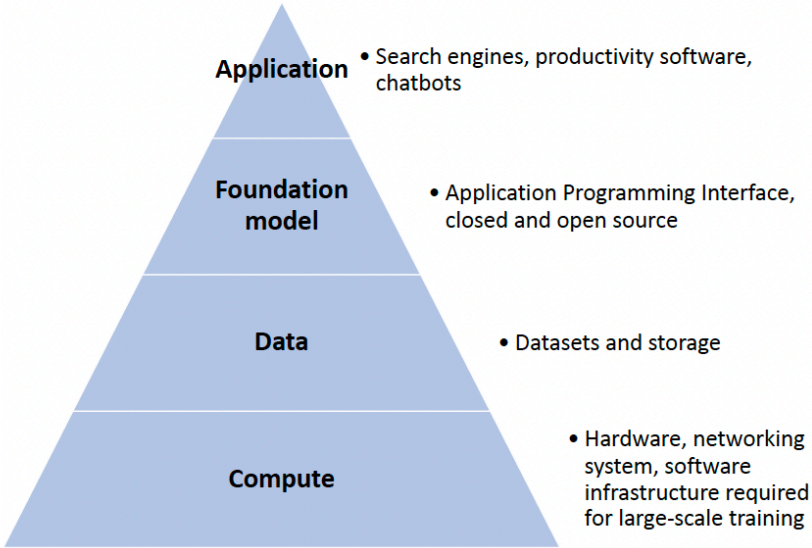 Application
• Search engines, productivity software,
chatbots
Foundation
model
• Application Programming Interface,
closed and open source
Data
• Datasets and storage
Compute
• Hardware, networking
system, software
infrastructure required
for large-scale training